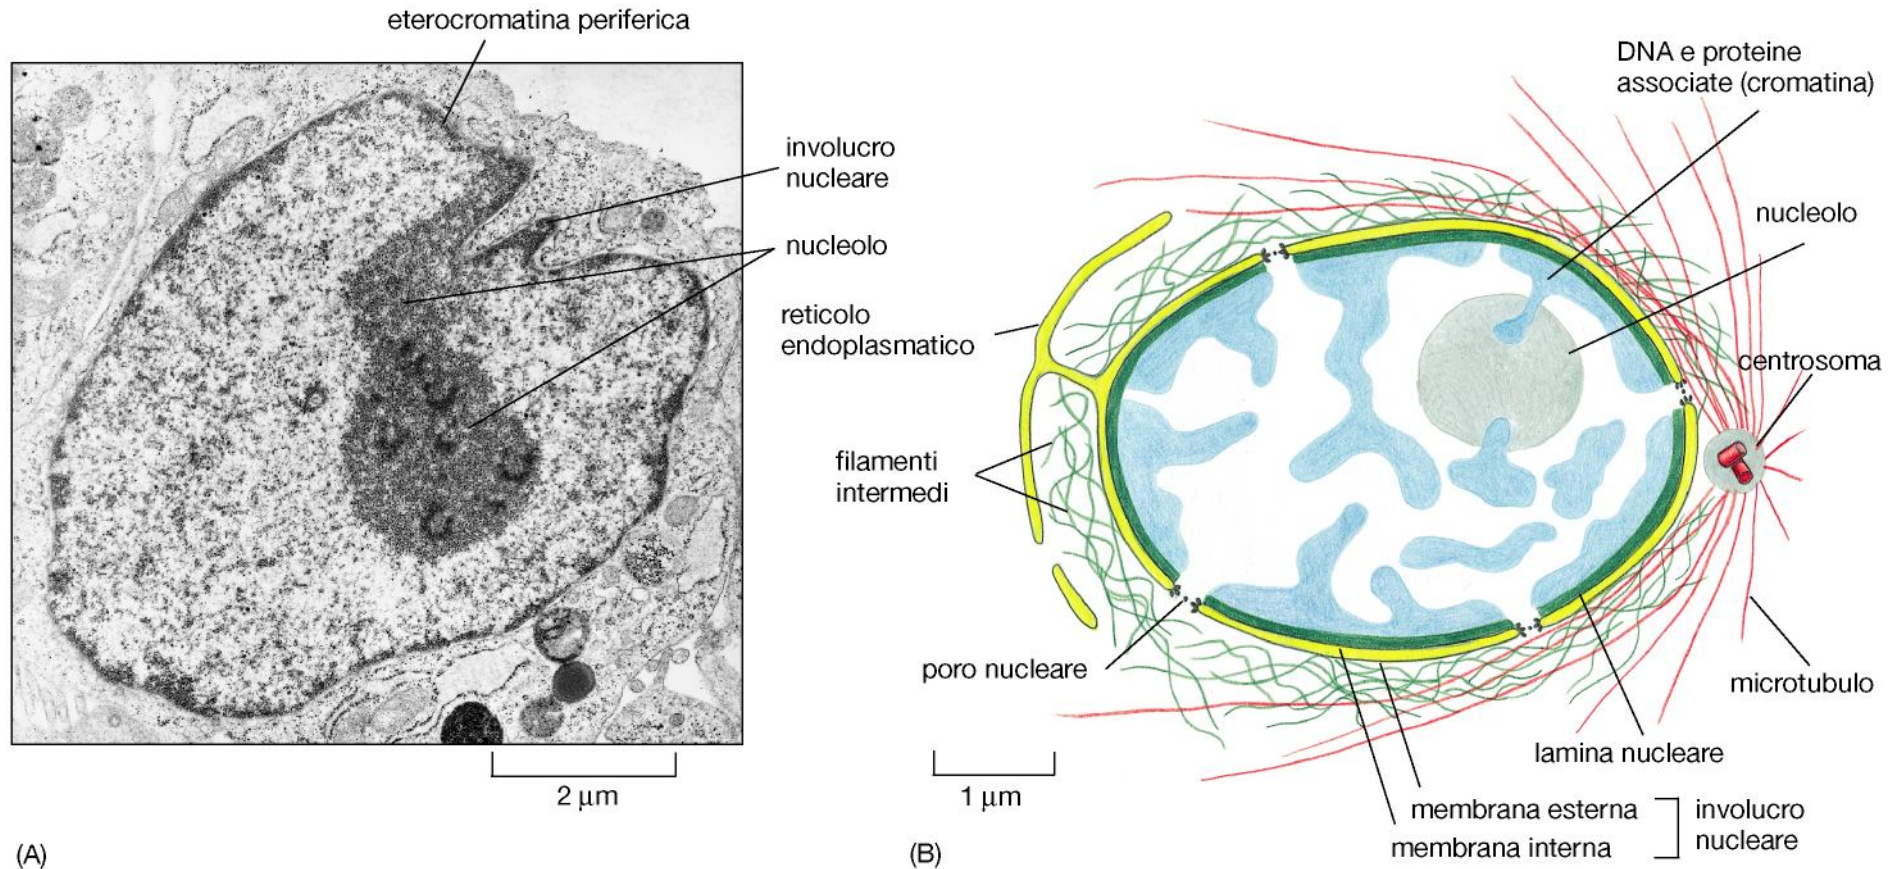 eterocromatina periferica
involucro
nucleare
nucleolo
2 µm
(A)
DNA e proteine
associate (cromatina)
nucleolo
reticolo
endoplasmatico
centrosoma
filamenti
intermedi
poro nucleare
microtubulo
lamina nucleare
1 µm
membrana esterna
membrana interna
involucro
nucleare
(B)